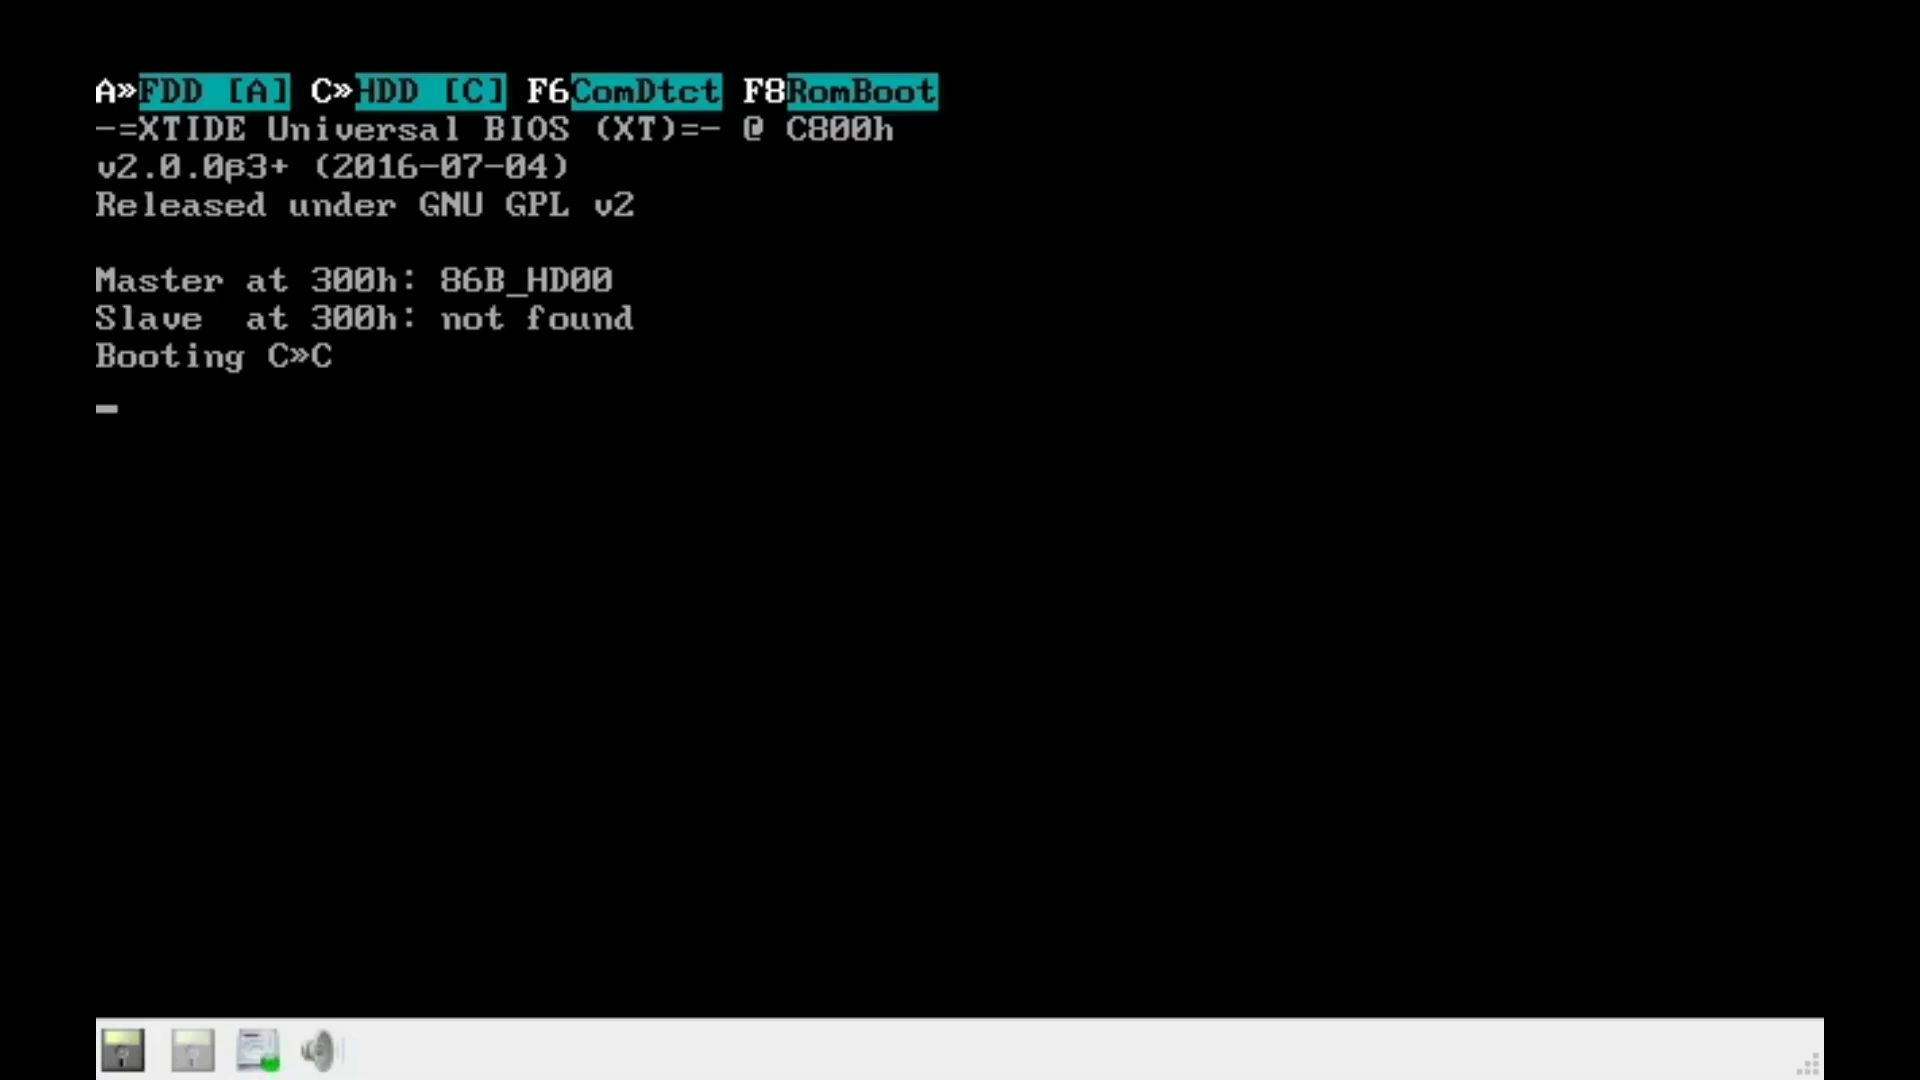 A»FDD [A] C»HDD [C] F6ComDtct F8RomBoot
-=XTIDE Universal BIOS (XT)=- @ C800h
v2.0.0β3+ (2016-07-04)
Released under GNU GPL v2
Master at 300h: 86B_HD00
Slave  at 300h: not found
Booting C»C